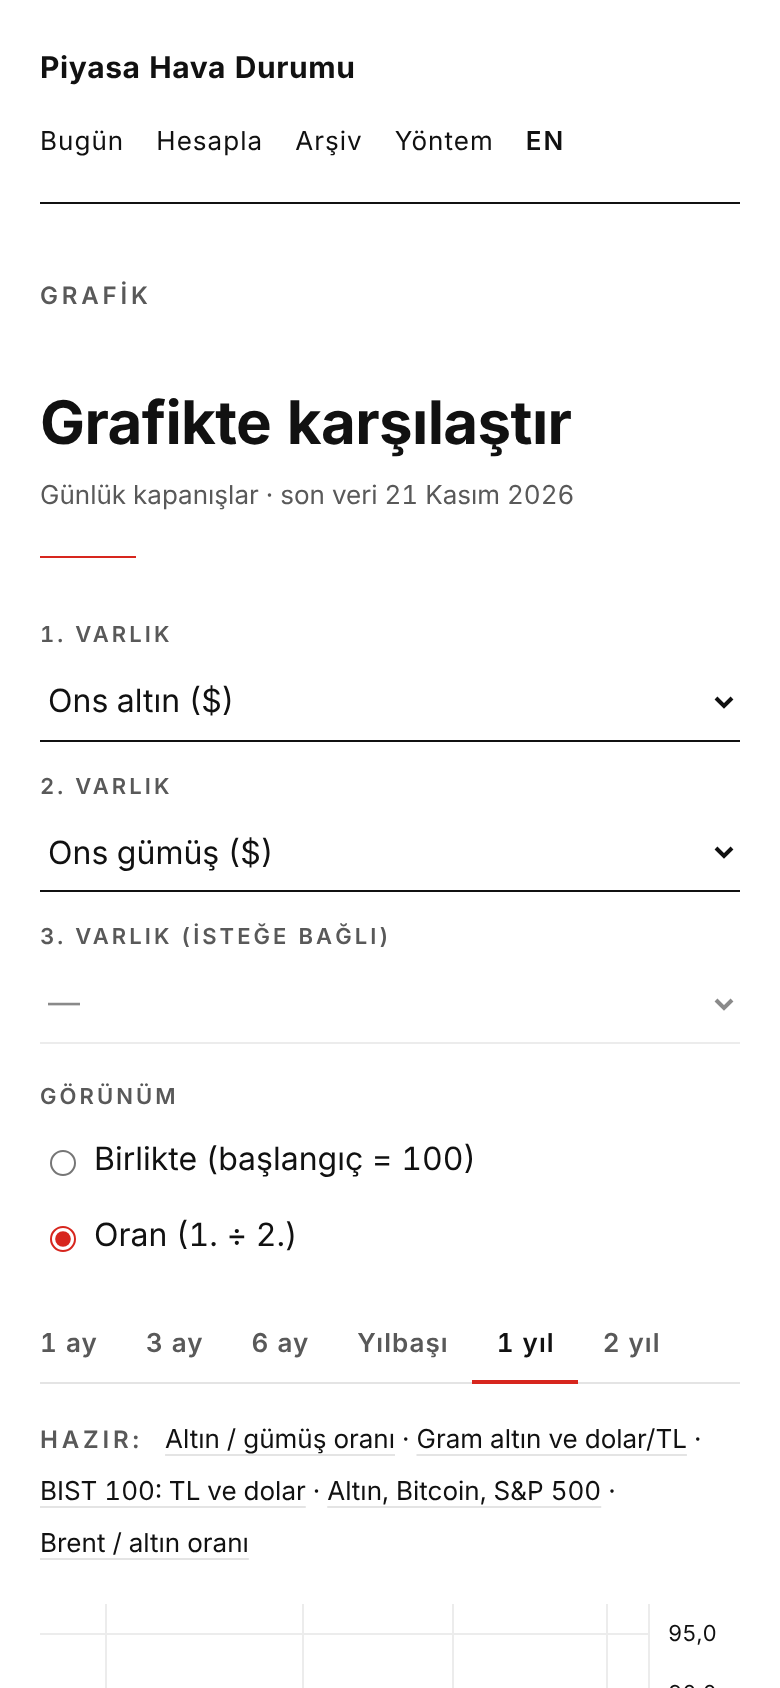 Piyasa Hava Durumu
Bugün Hesapla Arşiv Yöntem EN
GRAFİK
Grafikte karşılaştır
Günlük kapanışlar · son veri 21 Kasım 2026
1. VARLIK
Ons altın ($)
2. VARLIK
Ons gümüş ($)
3. VARLIK (İSTEĞE BAĞLI)
—
GÖRÜNÜM
Birlikte (başlangıç = 100)
Oran (1. ÷ 2.)
1 ay 3 ay 6 ay Yılbaşı 1 yıl 2 yıl
HAZIR: Altın / gümüş oranı · Gram altın ve dolar/TL ·
BIST 100: TL ve dolar · Altın, Bitcoin, S&P 500 ·
Brent / altın oranı
95,0